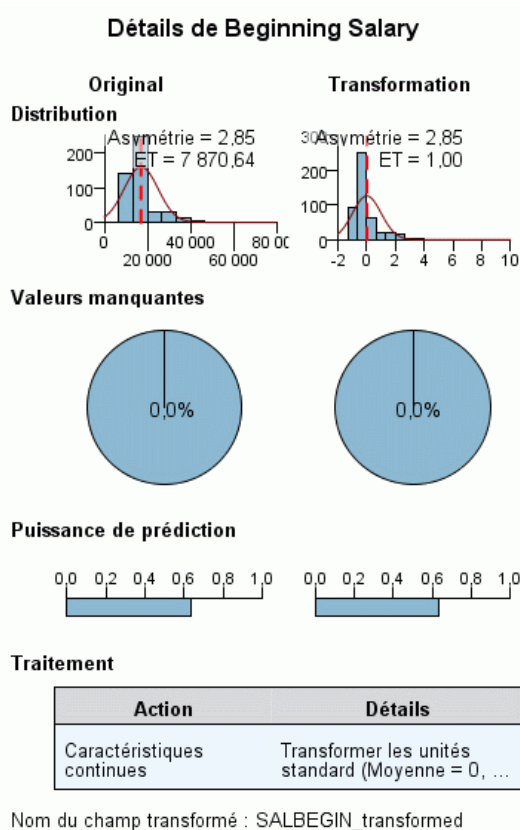 Détails de Beginning Salary
Original Transformation
Distribution
Asymétrie = 2,85
ET = 7 870,64
200
100
0
0 40 000 80 00
20 000 60 000
Asymétrie = 2,85
ET = 1,00
200
100
0
-2 0 2 4 6 8 10
Valeurs manquantes
0,0% 0,0%
Puissance de prédiction
0,0 0,2 0,4 0,6 0,8 1,0 0,0 0,2 0,4 0,6 0,8 1,0
Traitement
Action Détails
Caractéristiques continues Transformer les unités standard (Moyenne = 0, ...
Nom du champ transformé : SALBEGIN_transformed